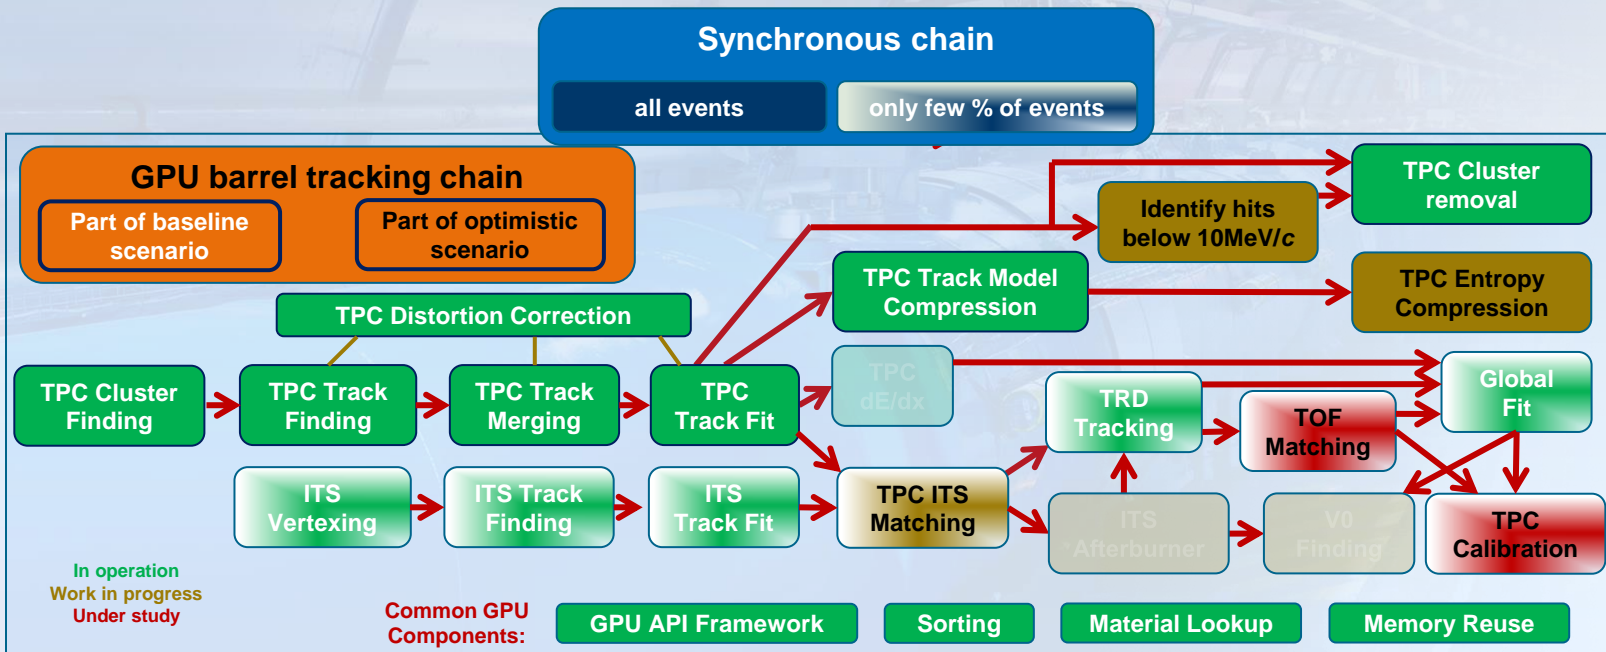 Synchronous chain
all events
only few % of events
GPU barrel tracking chain
Part of baseline
scenario
Part of optimistic
scenario
TPC Cluster
removal
Identify hits
below 10MeV/c
TPC Track Model
Compression
TPC Entropy
Compression
TPC Distortion Correction
TPC Cluster
Finding
TPC Track
Finding
TPC Track
Merging
TPC
Track Fit
TPC
dE/dx
TRD
Tracking
TOF
Matching
Global
Fit
ITS
Vertexing
ITS Track
Finding
ITS
Track Fit
TPC ITS
Matching
ITS
Afterburner
V0
Finding
TPC
Calibration
In operation
Work in progress
Under study
Common GPU
Components:
GPU API Framework
Sorting
Material Lookup
Memory Reuse